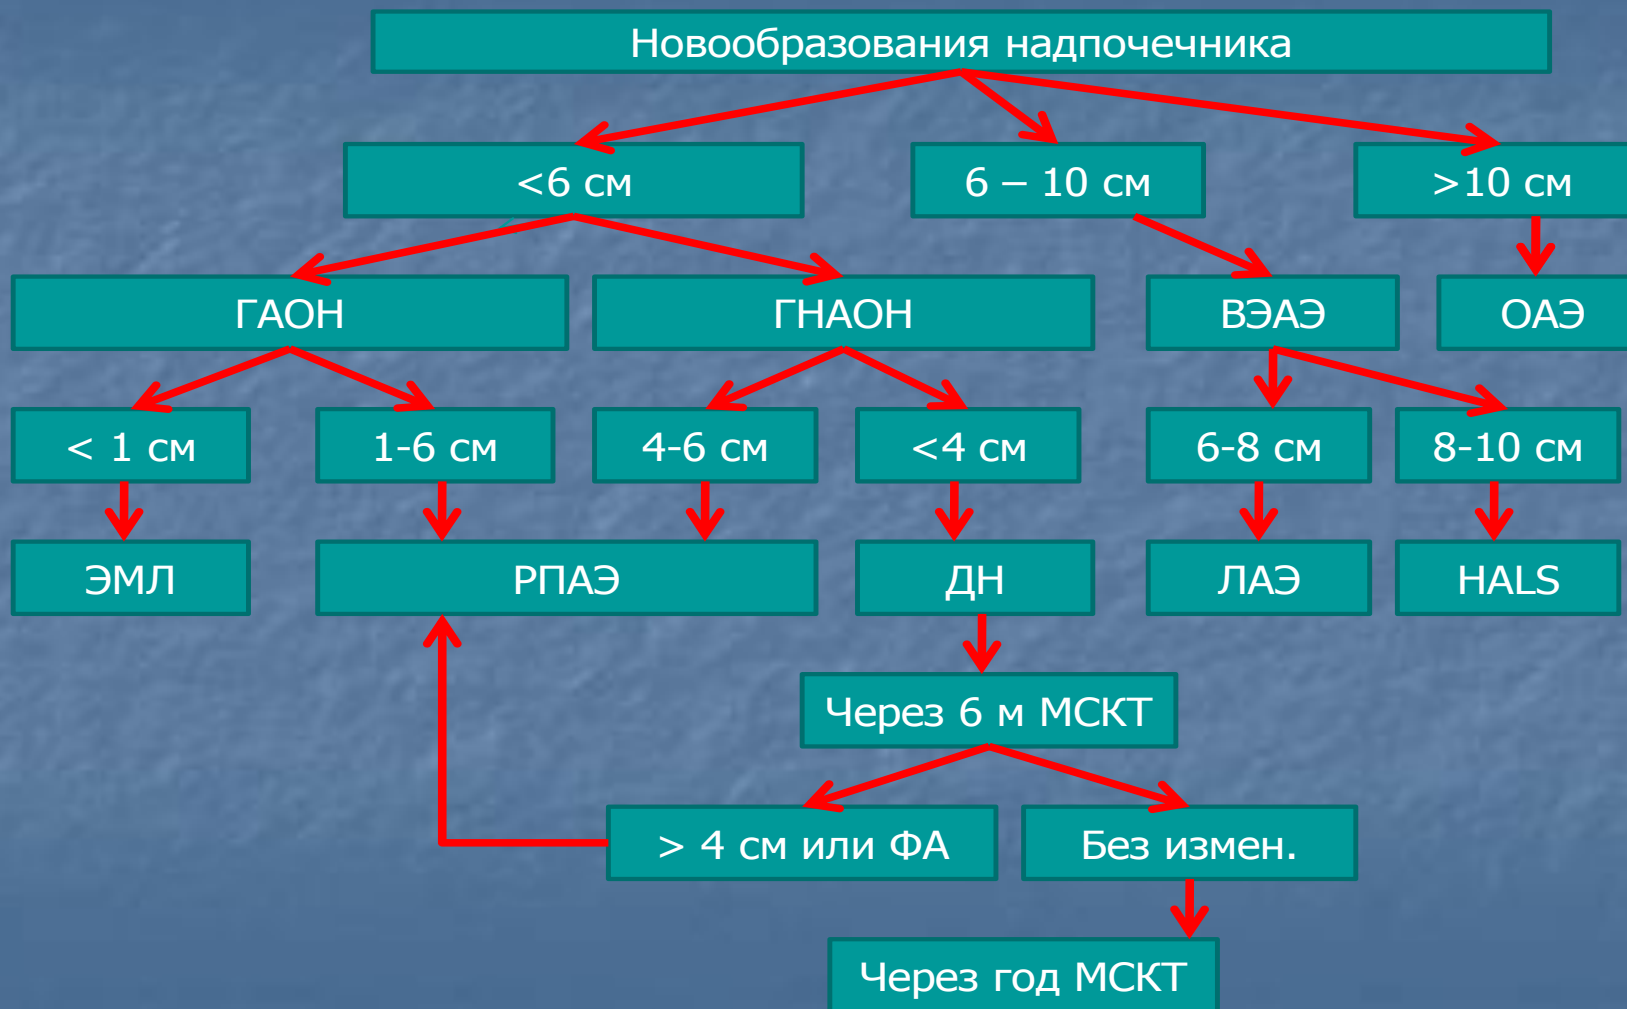 Новообразования надпочечника
<6 см
6 – 10 см
>10 см
ГАОН
ГНАОН
ВЭАЭ
ОАЭ
< 1 см
1-6 см
4-6 см
<4 см
6-8 см
8-10 см
ЭМЛ
РПАЭ
ДН
ЛАЭ
HALS
Через 6 м МСКТ
> 4 см или ФА
Без измен.
Через год МСКТ